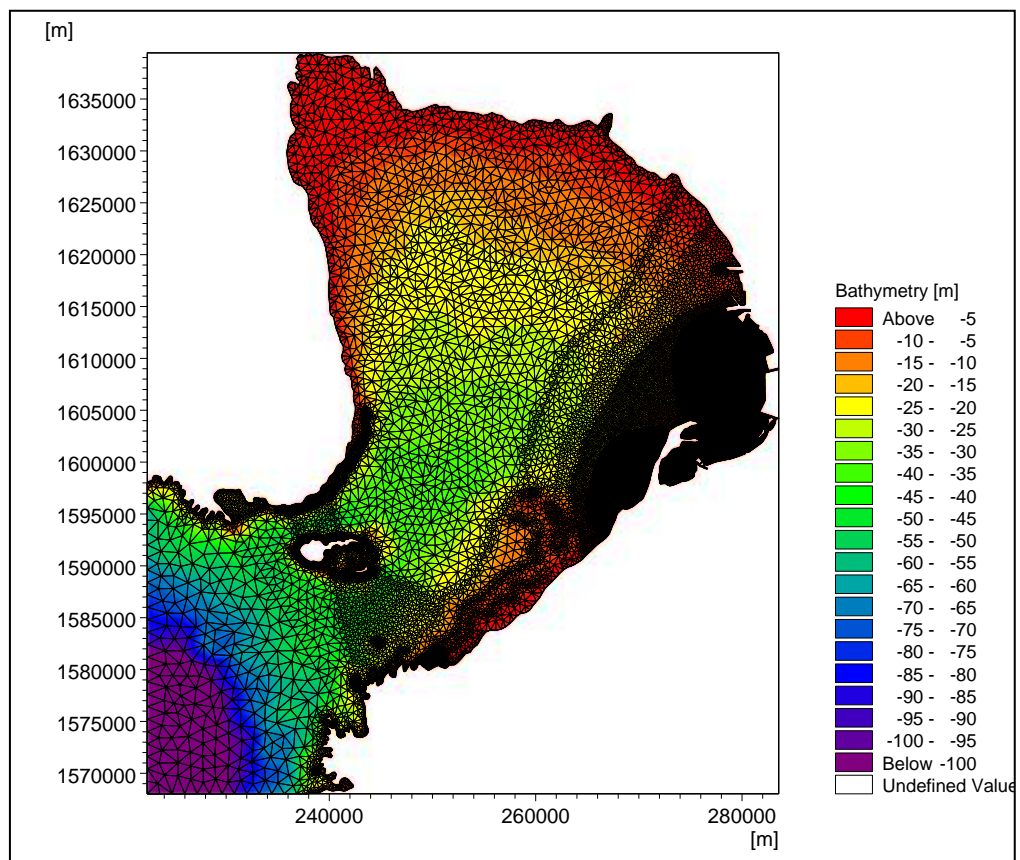 [m]
1635000
1630000
1625000
1620000
1615000
1610000
1605000
1600000
1595000
1590000
1585000
1580000
1575000
1570000
240000 260000 280000
[m]
Bathymetry [m]
Above -5
-10 - -5
-15 - -10
-20 - -15
-25 - -20
-30 - -25
-35 - -30
-40 - -35
-45 - -40
-50 - -45
-55 - -50
-60 - -55
-65 - -60
-70 - -65
-75 - -70
-80 - -75
-85 - -80
-90 - -85
-95 - -90
-100 - -95
Below -100
Undefined Value